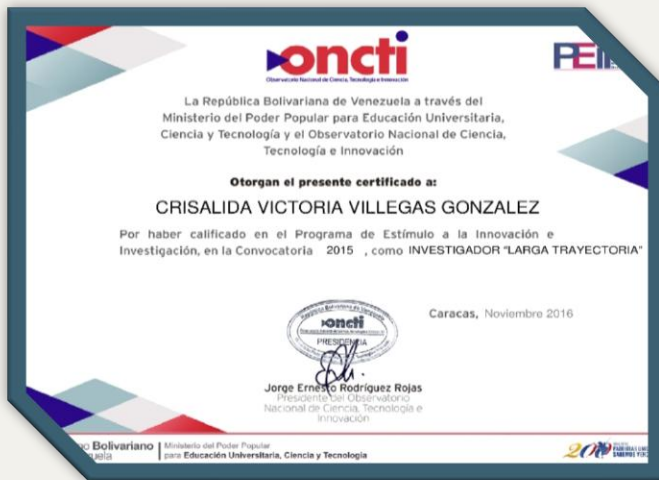 oncti
Observatorio Nacional de Ciencia, Tecnología e Innovación
La República Bolivariana de Venezuela a través del
Ministerio del Poder Popular para Educación Universitaria,
Ciencia y Tecnología y el Observatorio Nacional de Ciencia,
Tecnología e Innovación
Otorgan el presente certificado a:
CRISALIDA VICTORIA VILLEGAS GONZALEZ
Por haber calificado en el Programa de Estímulo a la Innovación e
Investigación, en la Convocatoria 2015 , como INVESTIGADOR "LARGA TRAYECTORIA"
Caracas, Noviembre 2016
República Bolivariana de Venezuela
oncti
PRESIDENCIA
Jorge Ernesto Rodríguez Rojas
Presidente del Observatorio
Nacional de Ciencia, Tecnología e
Innovación
Bolivariano
Ministerio del Poder Popular
para Educación Universitaria, Ciencia y Tecnología